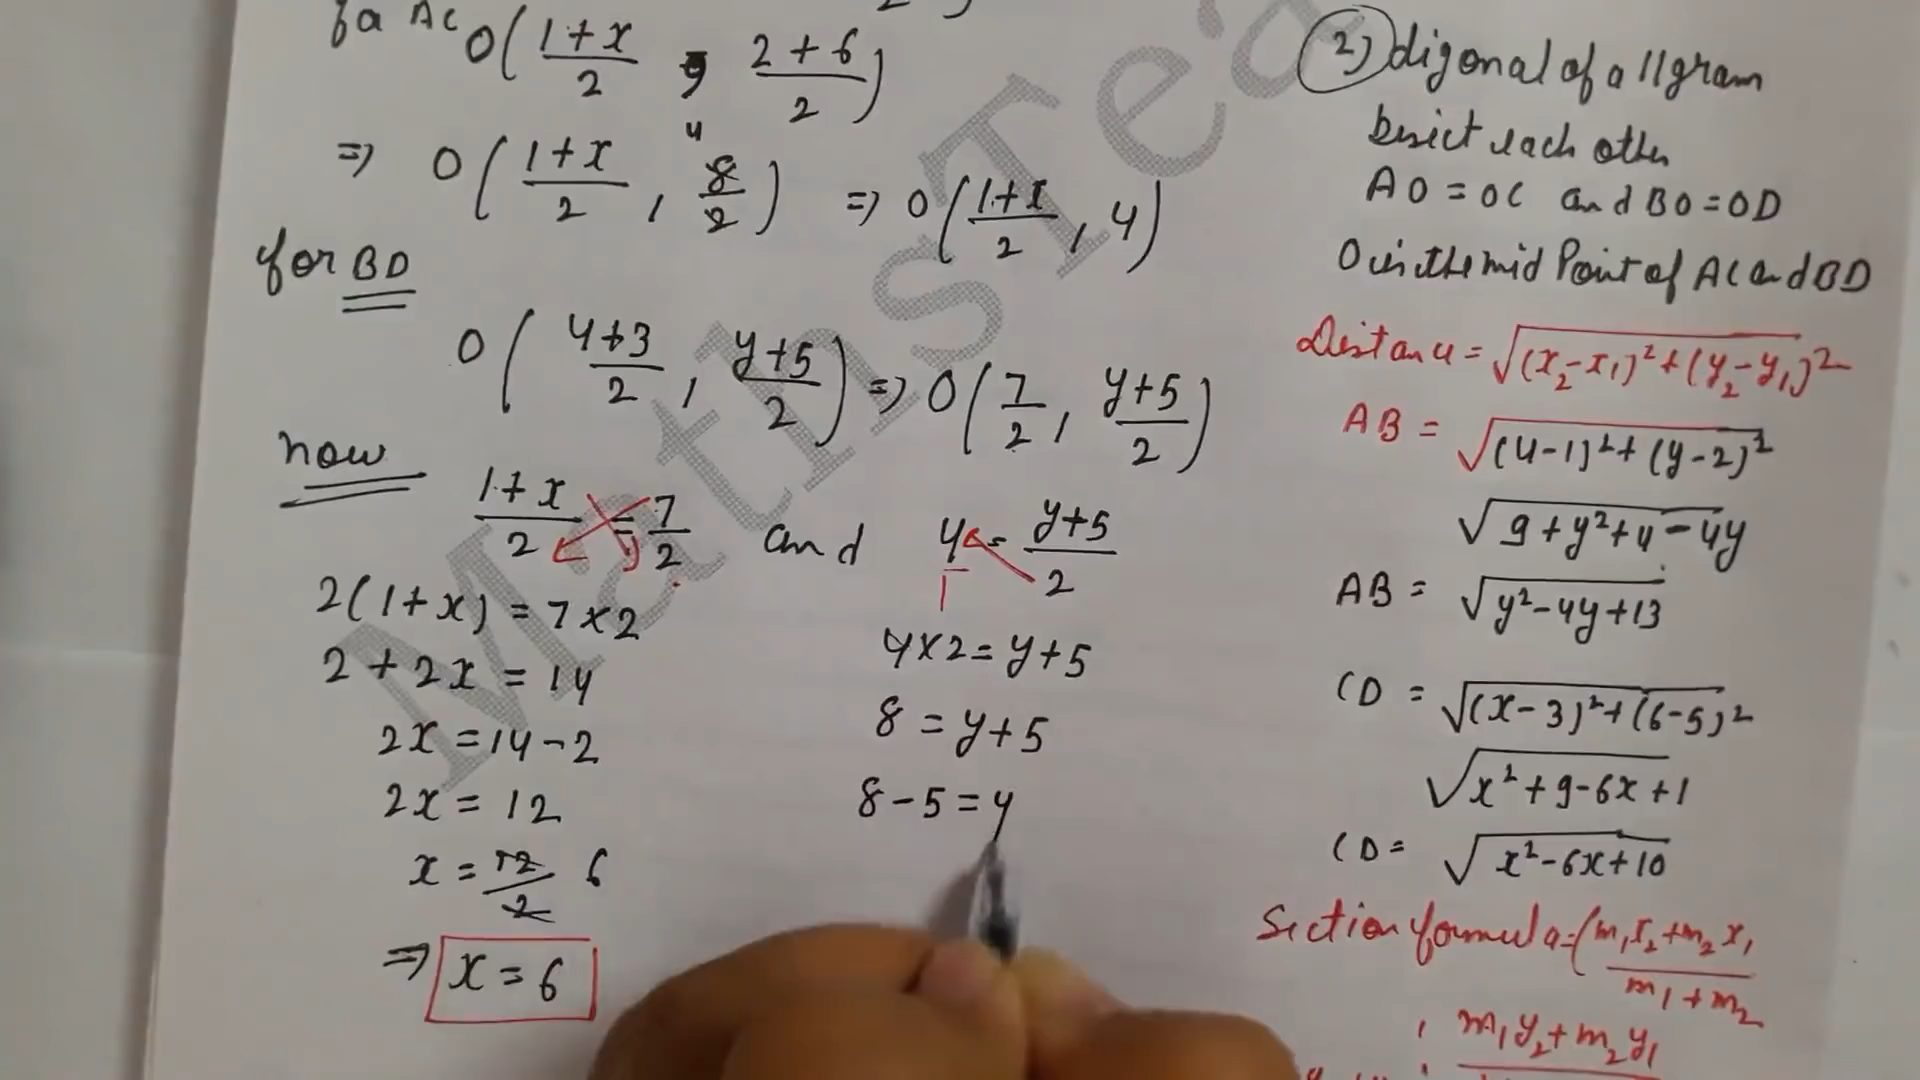 for AC O(1+x/2 , 2+6/2)
⇒ O(1+x/2 , 8/2) 4 ⇒ O(1+x/2 , 4)
for BD
O(4+3/2 , y+5/2) ⇒ O(7/2 , y+5/2)
now
1+x/2 = 7/2 and 4/1 = y+5/2
2(1+x) = 7×2
2+2x = 14
2x = 14-2
2x = 12
x = 12/2 6
⇒ x = 6
4×2 = y+5
8 = y+5
8-5 = y
2) digonal of a ||gram
besict each other
AO = OC and BO = OD
O is the mid Point of AC and BD
Distance = √(x₂-x₁)²+(y₂-y₁)²
AB = √(4-1)²+(y-2)²
√9+y²+4-4y
AB = √y²-4y+13
CD = √(x-3)²+(6-5)²
√x²+9-6x+1
CD = √x²-6x+10
Section formula = (m₁x₂+m₂x₁/m₁+m₂
, m₁y₂+m₂y₁